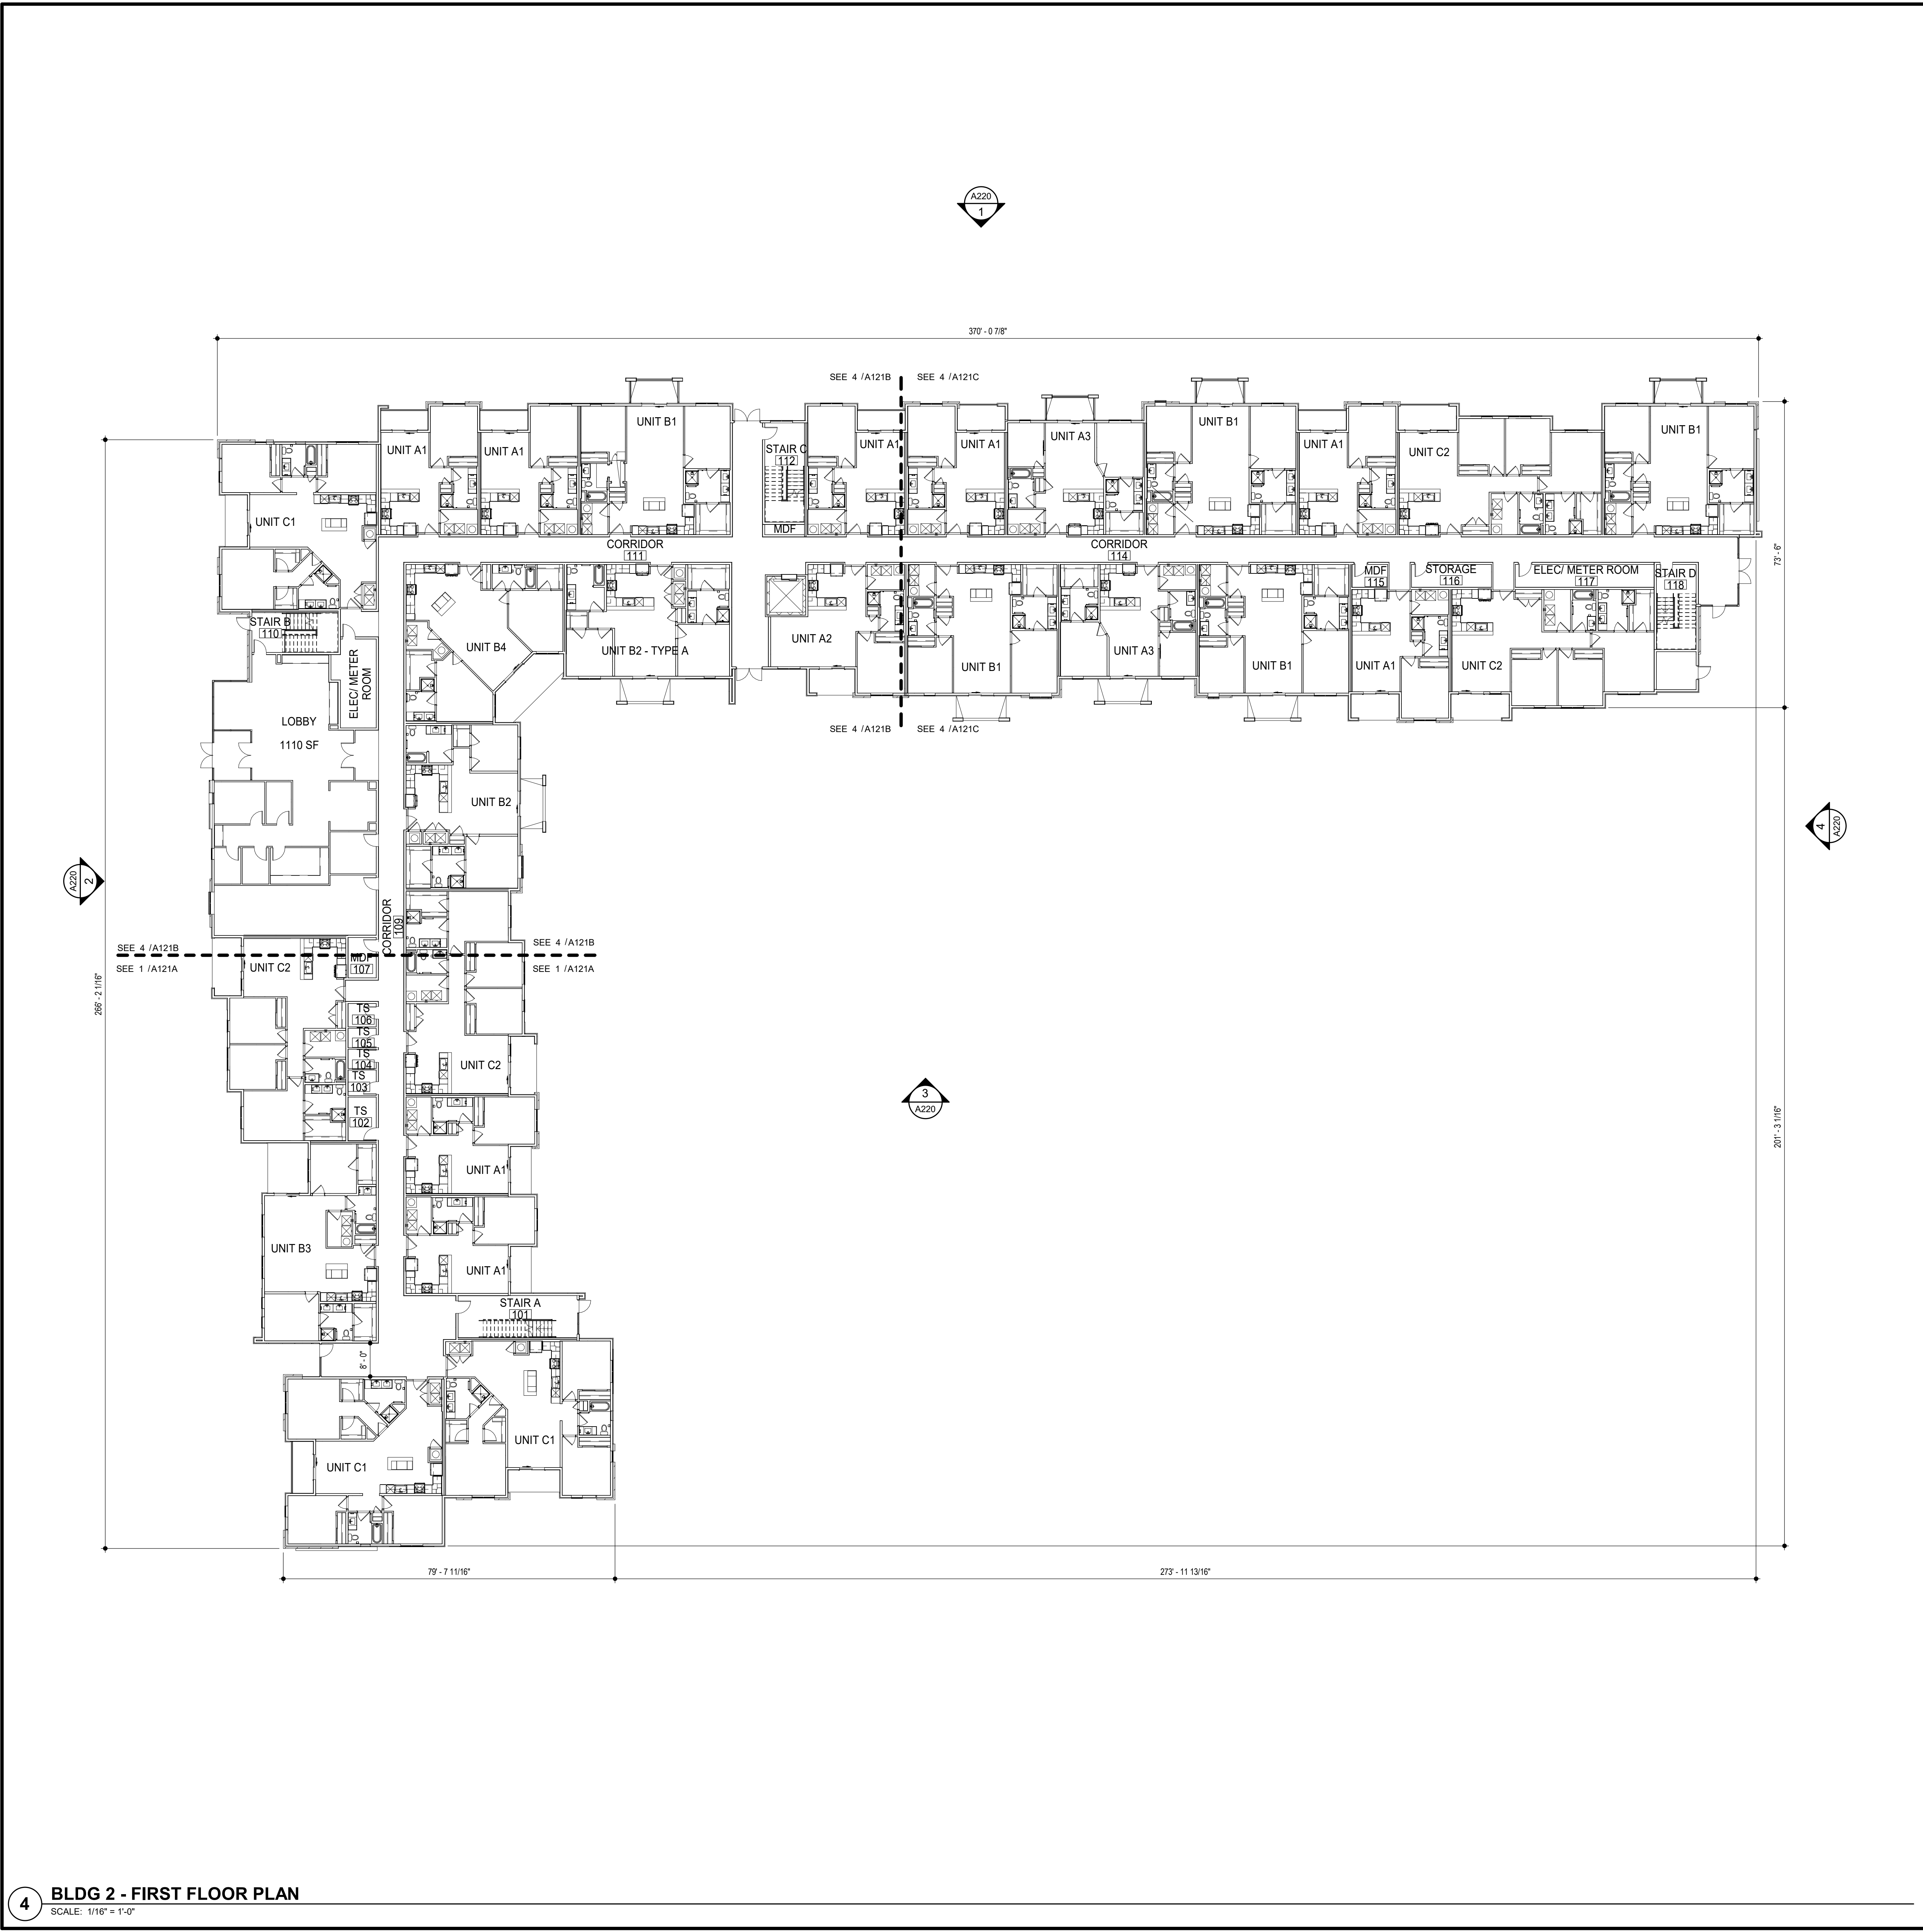 A220
1
370' - 0 7/8"
SEE 4 /A121B
SEE 4 /A121C
UNIT A1
UNIT A1
UNIT B1
STAIR C
112
MDF
UNIT A1
UNIT A1
UNIT A3
UNIT B1
UNIT A1
UNIT C2
UNIT B1
UNIT C1
CORRIDOR
111
CORRIDOR
114
73' - 6"
MDF
115
STORAGE
116
ELEC/ METER ROOM
117
STAIR D
118
STAIR B
110
ELEC/ METER
ROOM
UNIT B4
UNIT B2 - TYPE A
UNIT A2
UNIT B1
UNIT A3
UNIT B1
UNIT A1
UNIT C2
LOBBY
1110 SF
SEE 4 /A121B
SEE 4 /A121C
UNIT B2
4
A220
A220
2
CORRIDOR
109
SEE 4 /A121B
SEE 4 /A121B
SEE 1 /A121A
SEE 1 /A121A
UNIT C2
MDF
107
266' - 2 1/16"
TS
106
TS
105
TS
104
TS
103
TS
102
UNIT C2
3
A220
201' - 3 1/16"
UNIT A1
UNIT B3
UNIT A1
STAIR A
101
8' - 0"
UNIT C1
UNIT C1
79' - 7 11/16"
273' - 11 13/16"
4
BLDG 2 - FIRST FLOOR PLAN
SCALE: 1/16" = 1'-0"